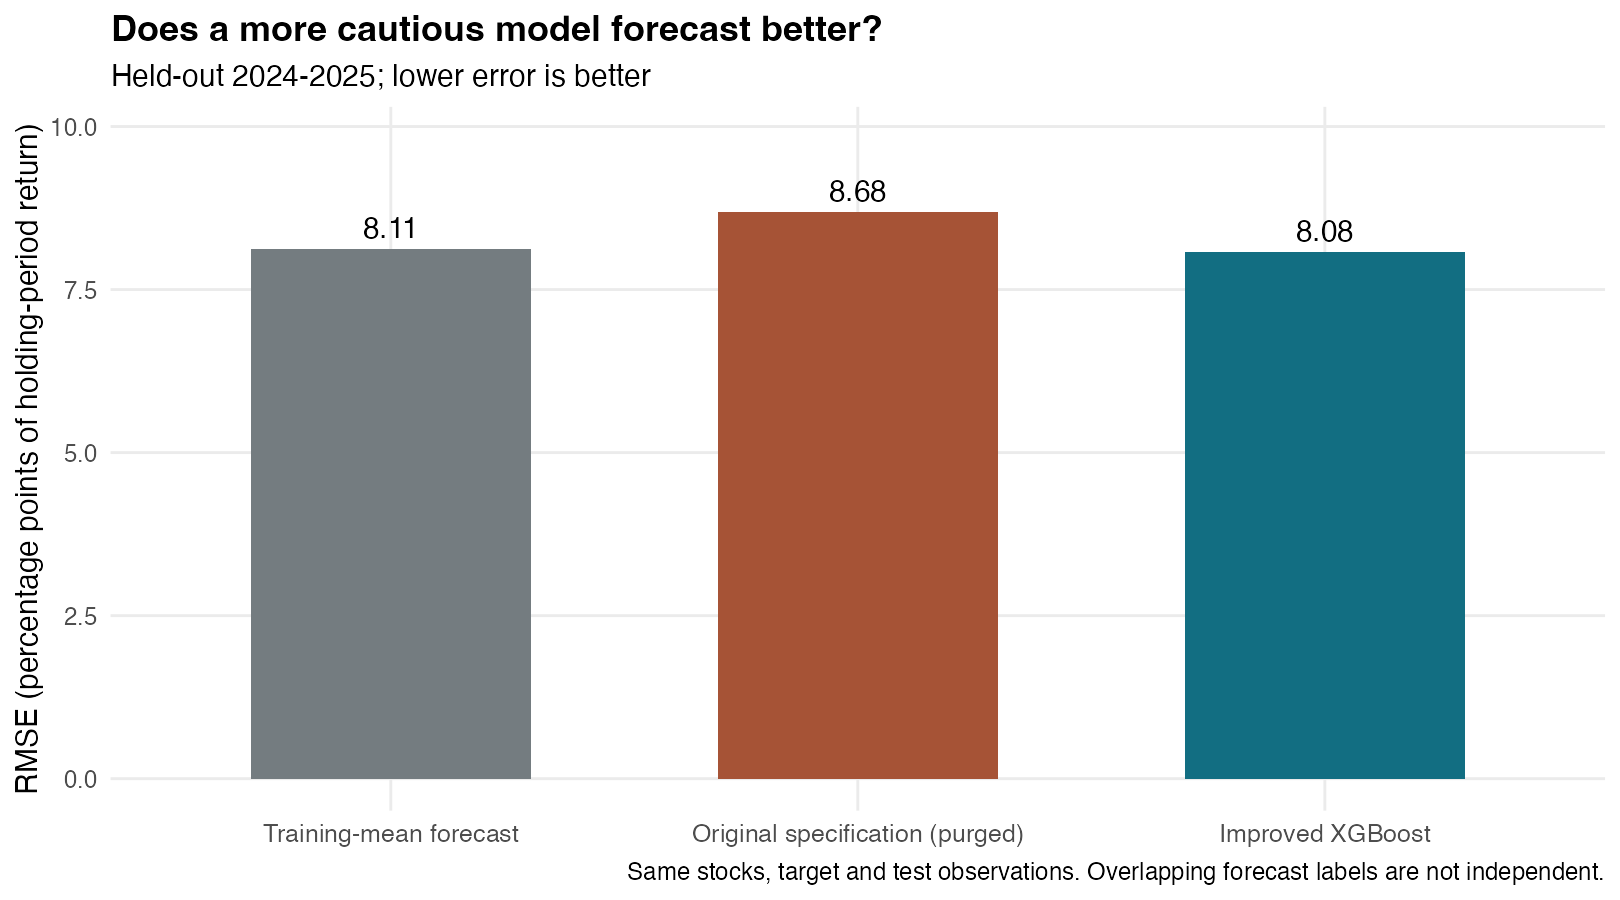 Does a more cautious model forecast better?
Held-out 2024-2025; lower error is better
RMSE (percentage points of holding-period return)
10.0
7.5
5.0
2.5
0.0
8.11
8.68
8.08
Training-mean forecast
Original specification (purged)
Improved XGBoost
Same stocks, target and test observations. Overlapping forecast labels are not independent.